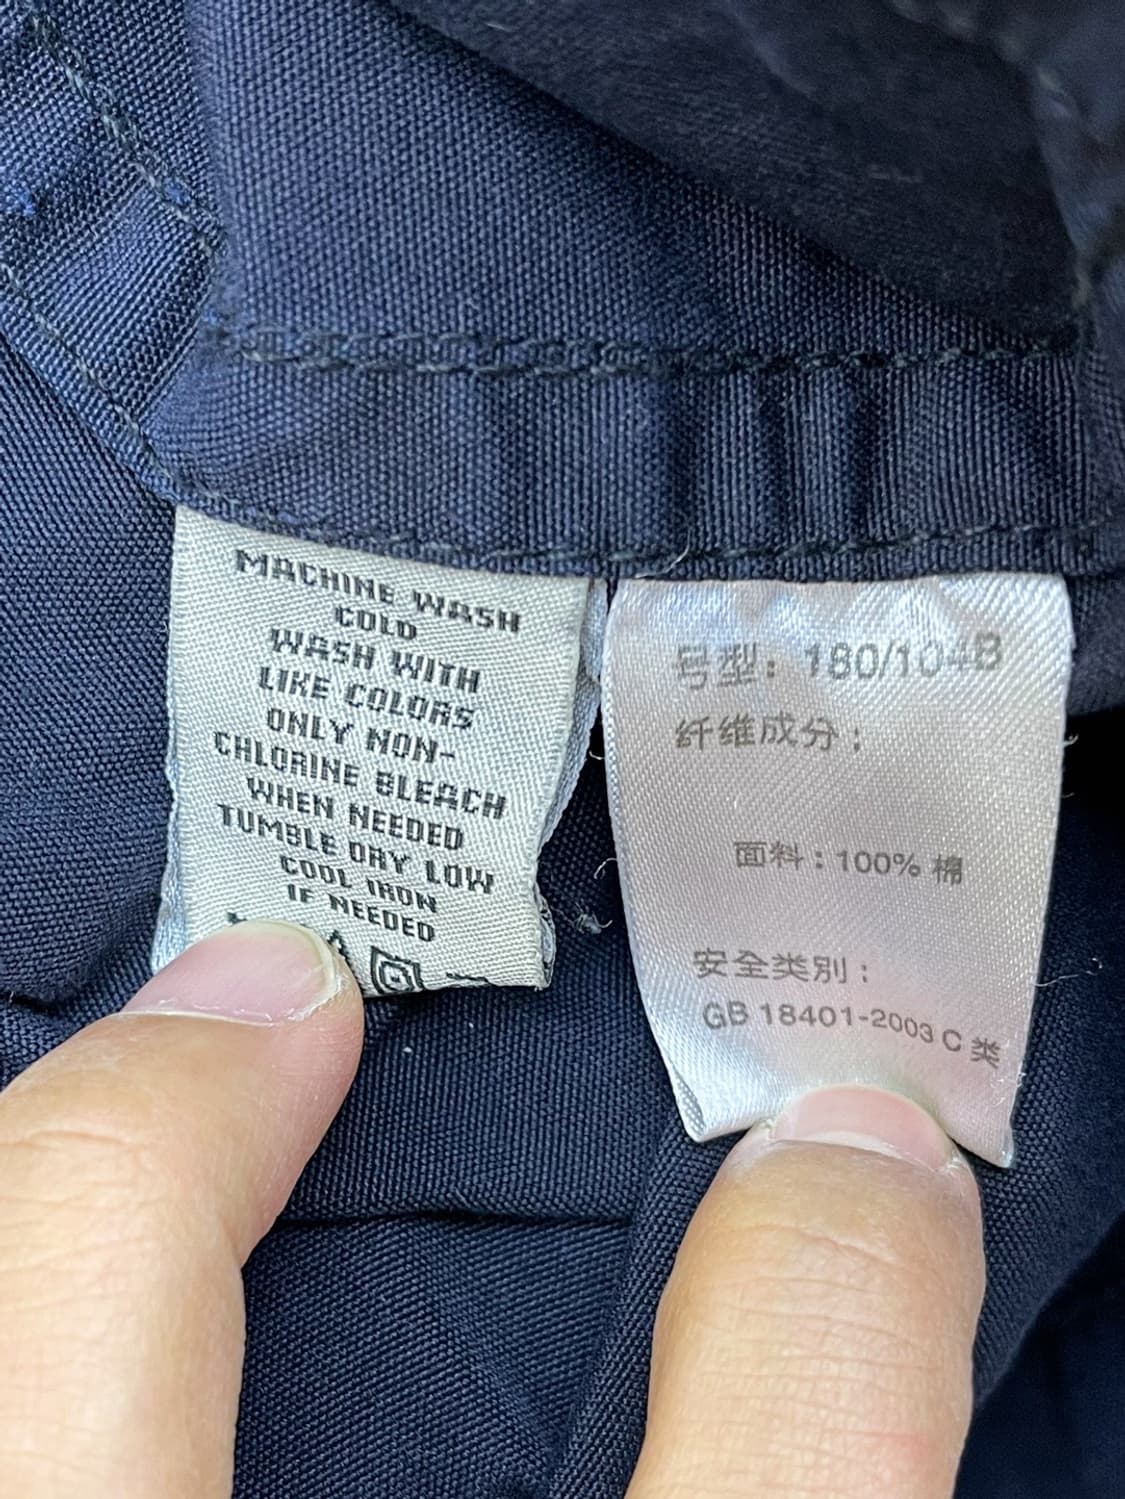 MACHINE WASH
COLD
WASH WITH
LIKE COLORS
ONLY NON-
CHLORINE BLEACH
WHEN NEEDED
TUMBLE DRY LOW
COOL IRON
IF NEEDED
号型：180/104B
纤维成分：
面料：100% 棉
安全类别：
GB 18401-2003 C 类